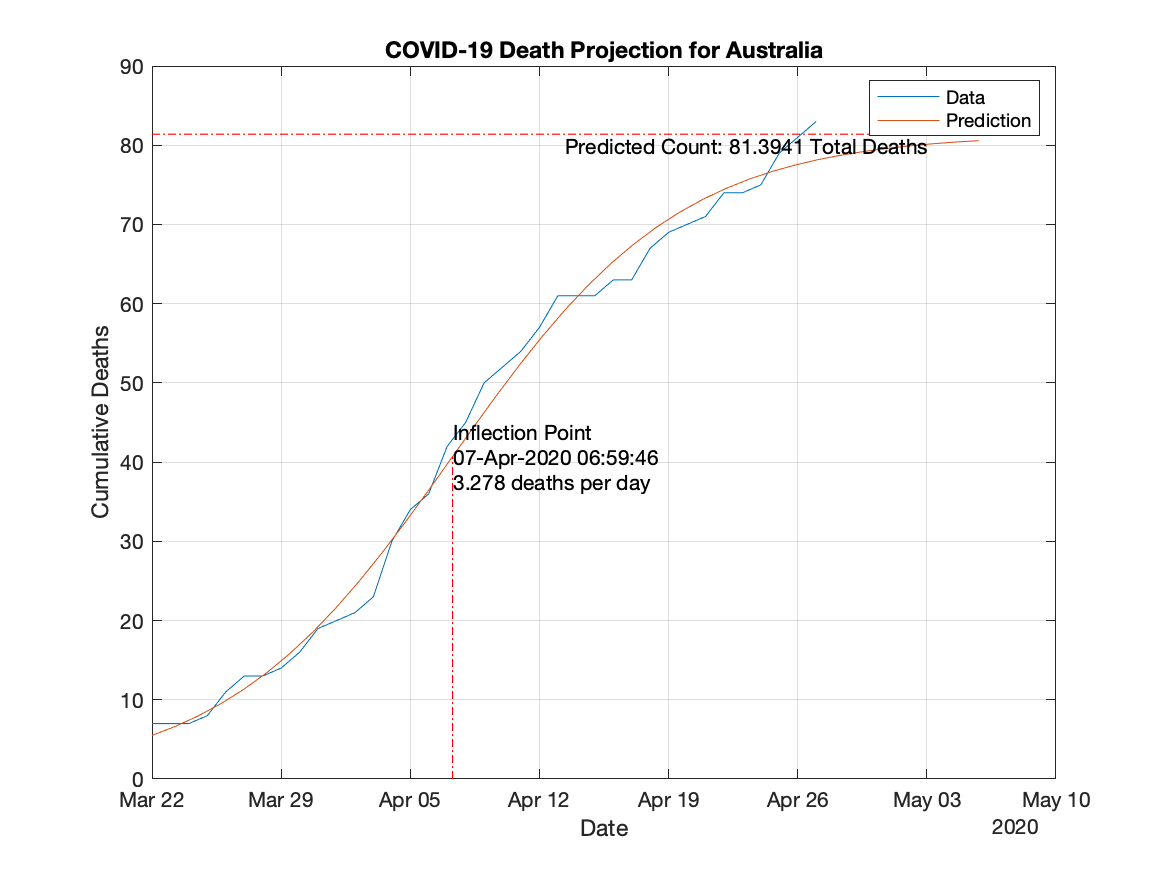 COVID-19 Death Projection for Australia
90
80
70
60
50
40
30
20
10
0
Cumulative Deaths
Data
Prediction
Predicted Count: 81.3941 Total Deaths
Inflection Point
07-Apr-2020 06:59:46
3.278 deaths per day
Mar 22 Mar 29 Apr 05 Apr 12 Apr 19 Apr 26 May 03 May 10
Date
2020